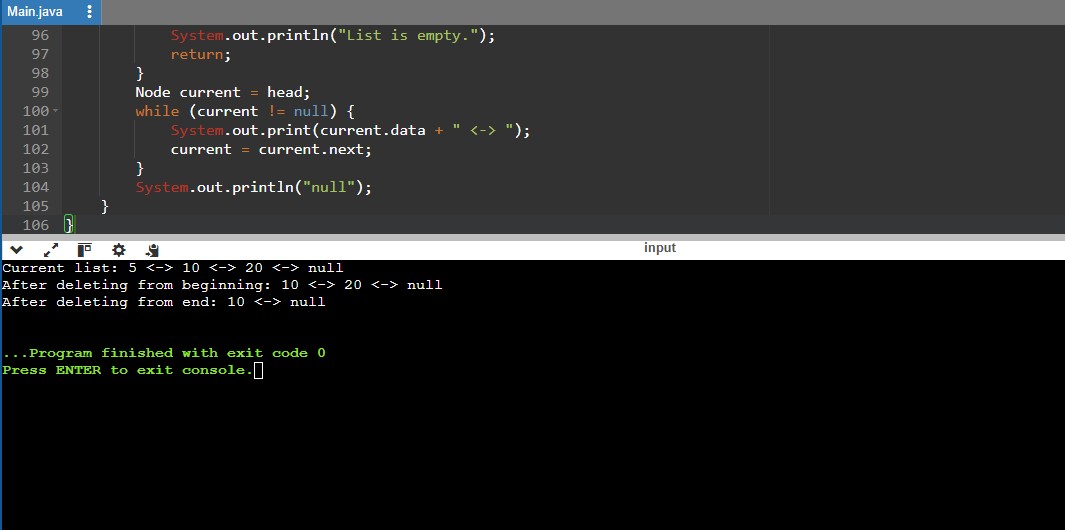 Main.java
96 System.out.println("List is empty.");
97 return;
98 }
99 Node current = head;
100 while (current != null) {
101 System.out.print(current.data + " <-> ");
102 current = current.next;
103 }
104 System.out.println("null");
105 }
106 }
input
Current list: 5 <-> 10 <-> 20 <-> null
After deleting from beginning: 10 <-> 20 <-> null
After deleting from end: 10 <-> null
...Program finished with exit code 0
Press ENTER to exit console.